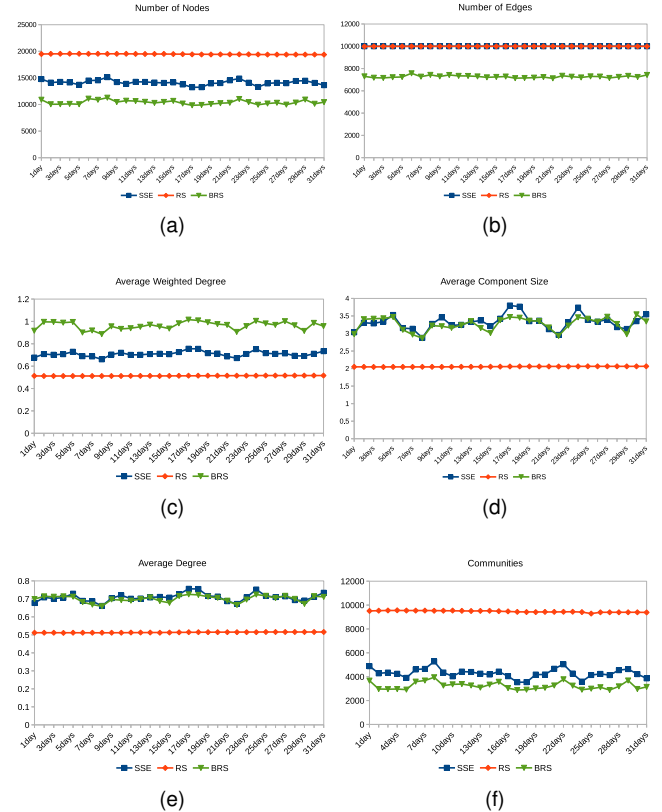 Number of Nodes
25000
20000
15000
10000
5000
0
1day 3days 5days 7days 9days 11days 13days 15days 17days 19days 21days 23days 25days 27days 29days 31days
SSE RS BRS
(a)
Number of Edges
12000
10000
8000
6000
4000
2000
0
1day 3days 5days 7days 9days 11days 13days 15days 17days 19days 21days 23days 25days 27days 29days 31days
SSE RS BRS
(b)
Average Weighted Degree
1.2
1
0.8
0.6
0.4
0.2
0
1day 3days 5days 7days 9days 11days 13days 15days 17days 19days 21days 23days 25days 27days 29days 31days
SSE RS BRS
(c)
Average Component Size
4
3.5
3
2.5
2
1.5
1
0.5
0
1day 3days 5days 7days 9days 11days 13days 15days 17days 19days 21days 23days 25days 27days 29days 31days
SSE RS BRS
(d)
Average Degree
0.8
0.7
0.6
0.5
0.4
0.3
0.2
0.1
0
1day 3days 5days 7days 9days 11days 13days 15days 17days 19days 21days 23days 25days 27days 29days 31days
SSE RS BRS
(e)
Communities
12000
10000
8000
6000
4000
2000
0
1day 4days 7days 10days 13days 16days 19days 22days 25days 28days 31days
SSE RS BRS
(f)